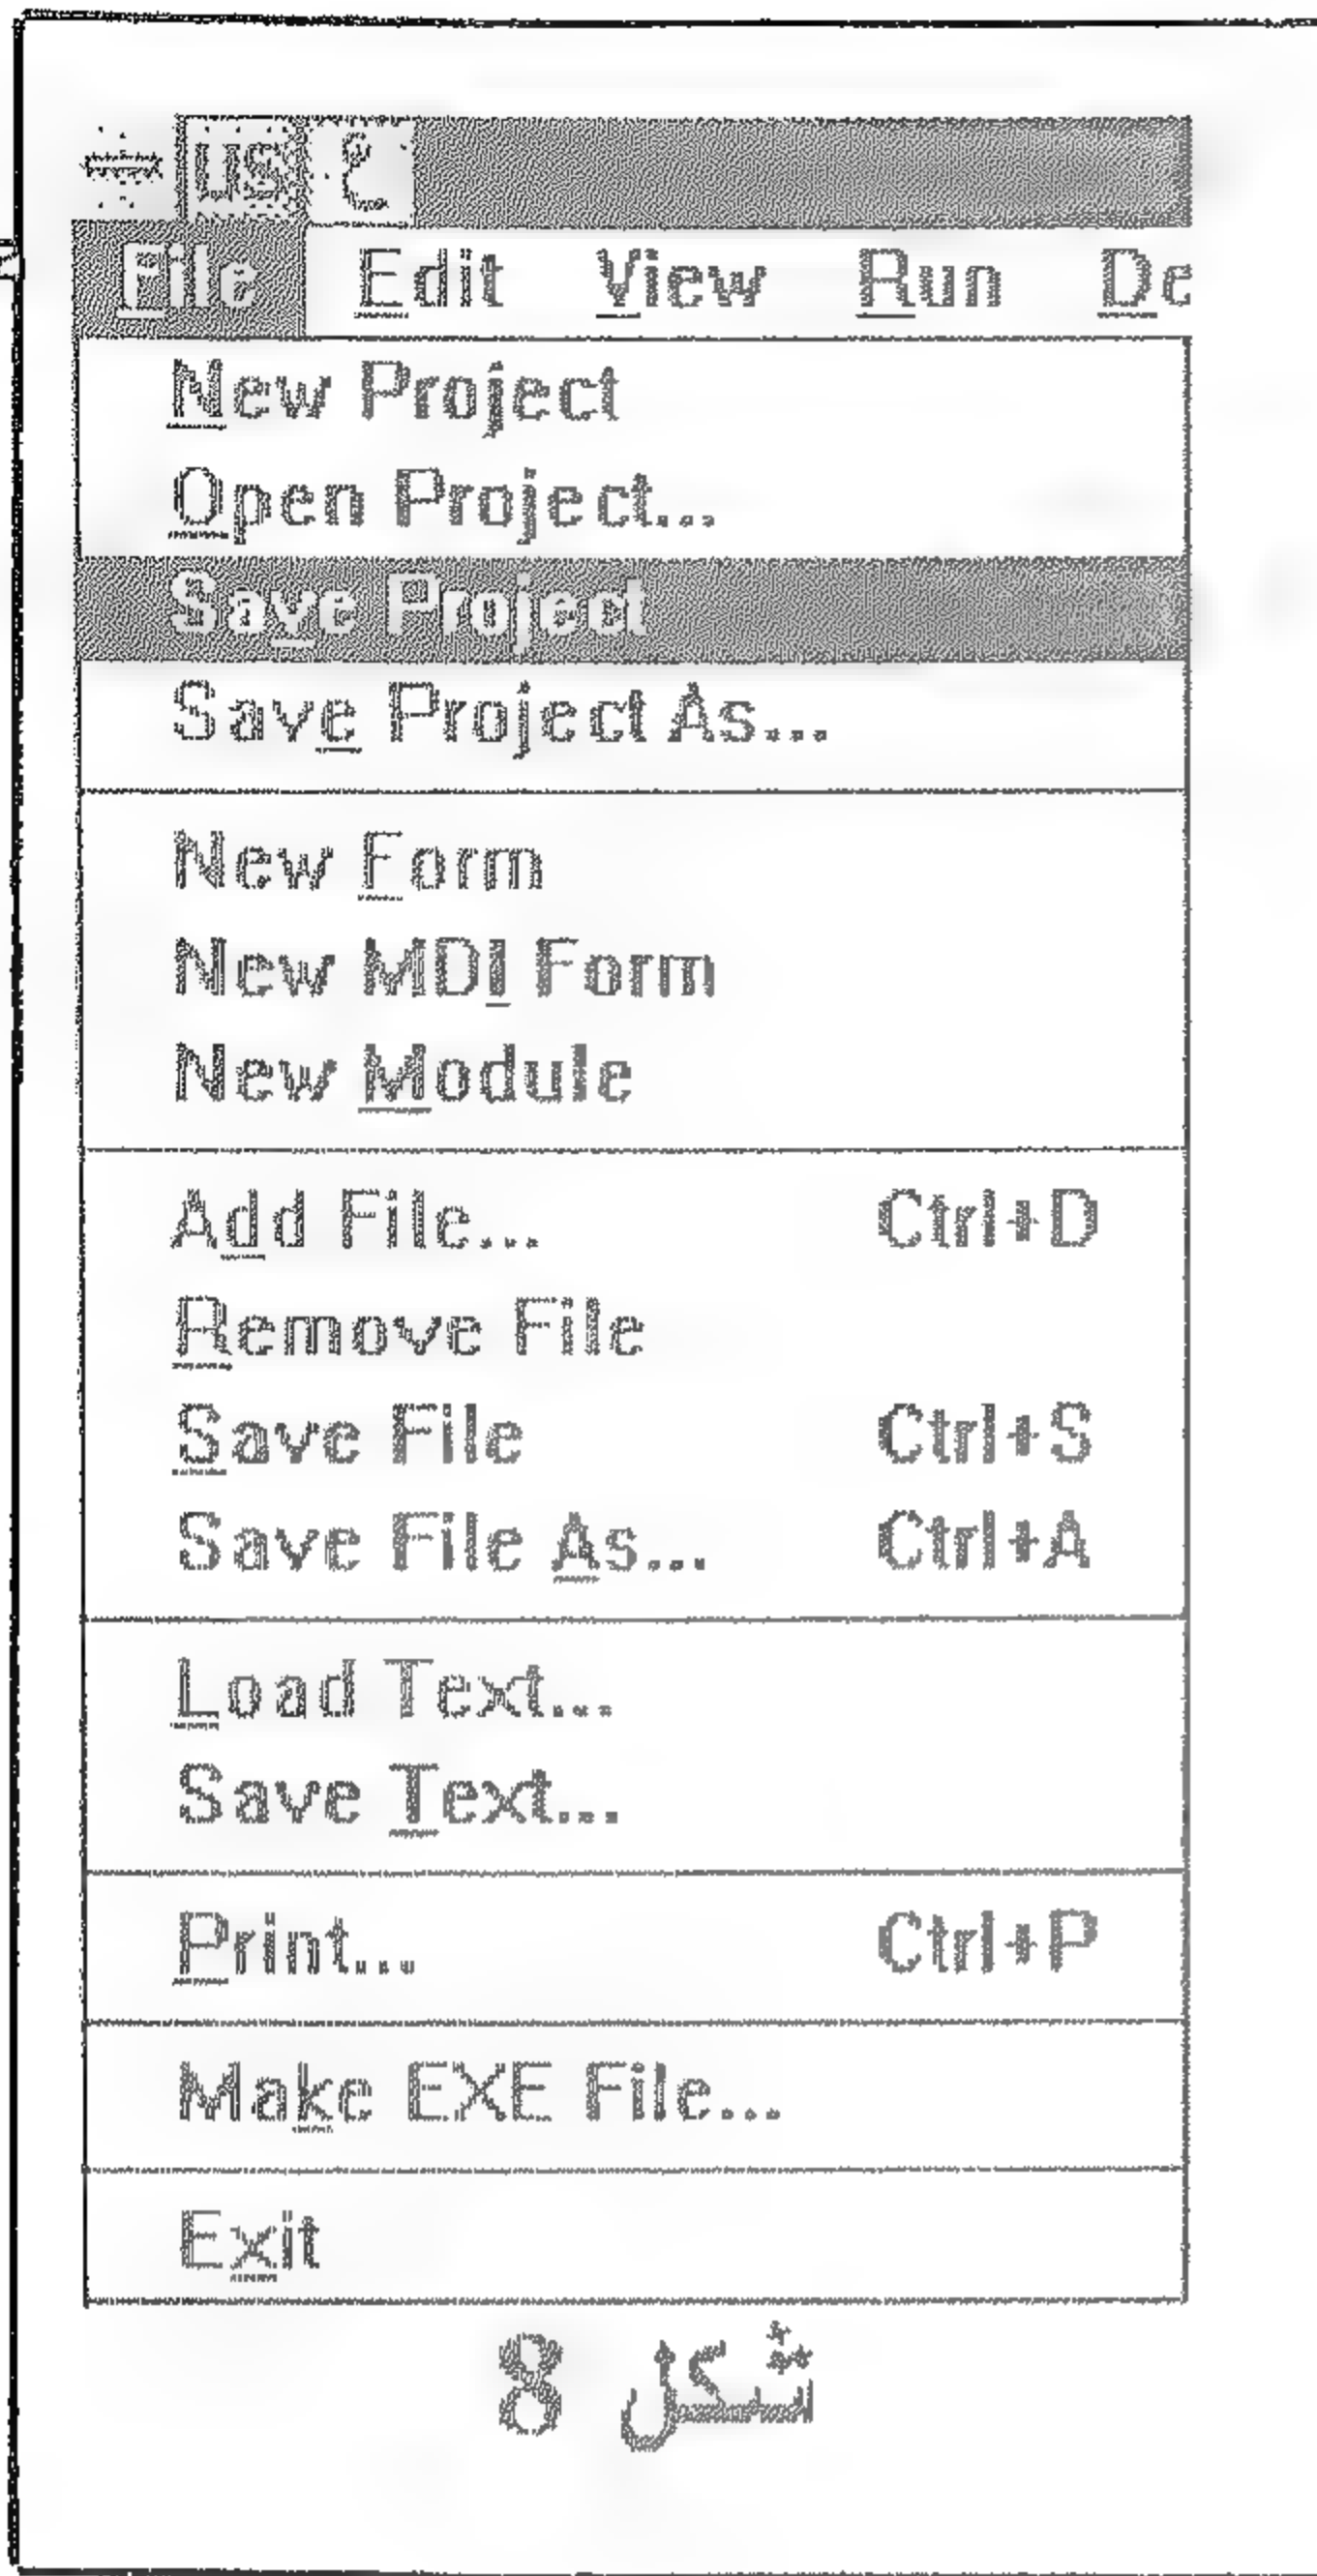 US ع
File Edit View Run De
New Project
Open Project...
Save Project
Save Project As...
New Form
New MDI Form
New Module
Add File... Ctrl+D
Remove File
Save File Ctrl+S
Save File As... Ctrl+A
Load Text...
Save Text...
Print... Ctrl+P
Make EXE File...
Exit
شكل 8